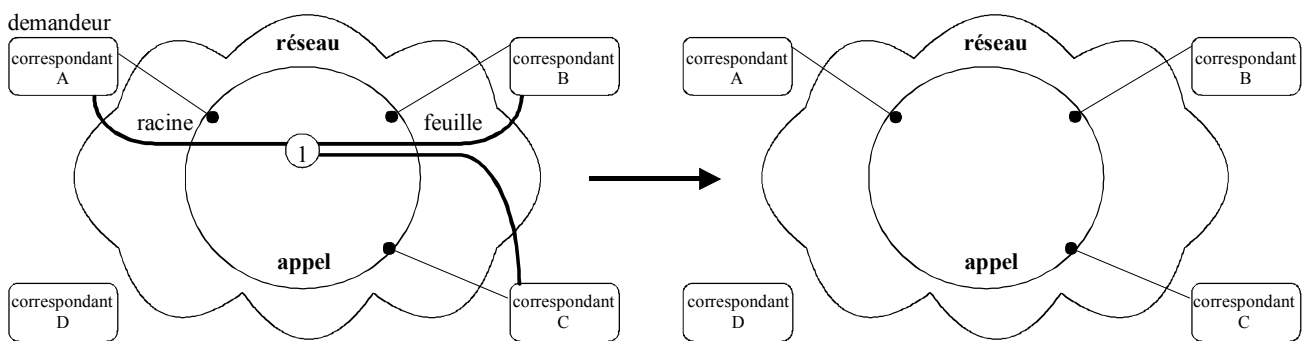 demandeur
correspondant
A
réseau
correspondant
B
racine
feuille
1
appel
correspondant
D
correspondant
C
correspondant
A
réseau
correspondant
B
appel
correspondant
D
correspondant
C